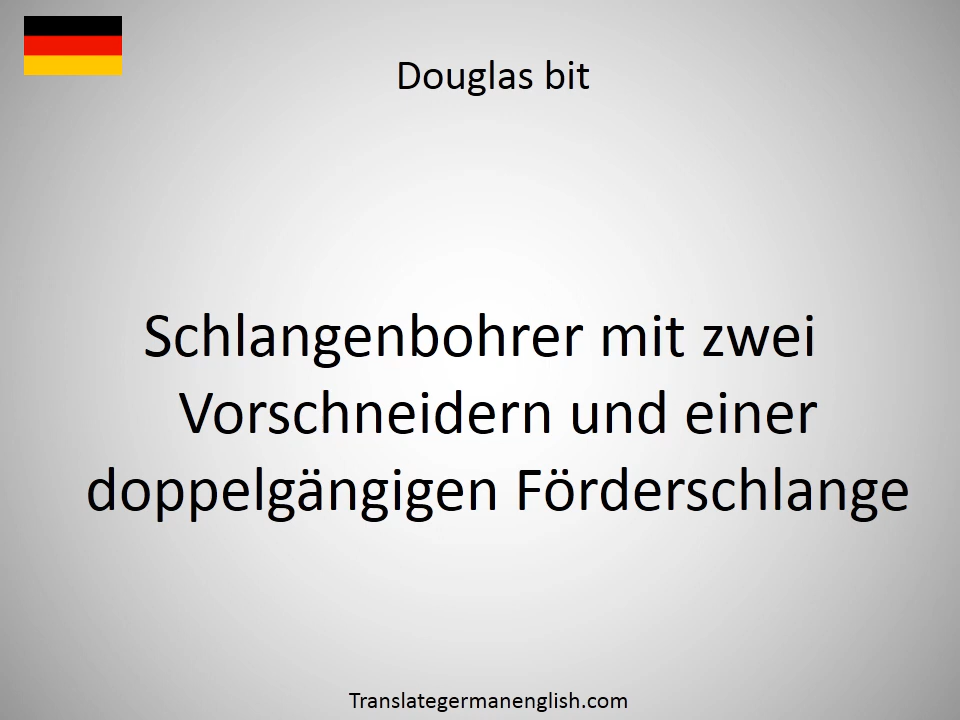 Douglas bit
Schlangenbohrer mit zwei
Vorschneidern und einer
doppelgängigen Förderschlange
Translategermanenglish.com